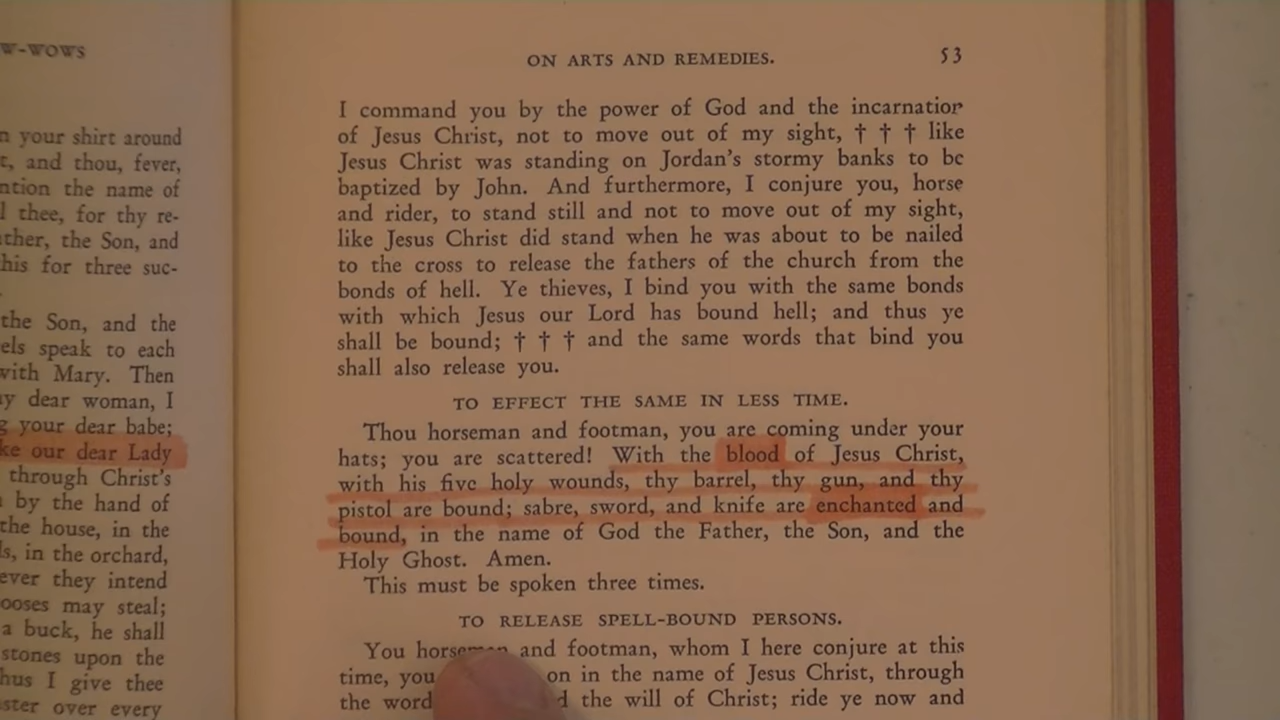 W-WOWS
n your shirt around
t, and thou, fever,
ntion the name of
l thee, for thy re-
ther, the Son, and
his for three suc-
the Son, and the
els speak to each
with Mary. Then
y dear woman, I
g your dear babe;
ke our dear Lady
through Christ's
by the hand of
the house, in the
s, in the orchard,
ever they intend
ooses may steal;
a buck, he shall
stones upon the
hus I give thee
ster over every
ON ARTS AND REMEDIES. 53
I command you by the power of God and the incarnation
of Jesus Christ, not to move out of my sight, † † † like
Jesus Christ was standing on Jordan's stormy banks to be
baptized by John. And furthermore, I conjure you, horse
and rider, to stand still and not to move out of my sight,
like Jesus Christ did stand when he was about to be nailed
to the cross to release the fathers of the church from the
bonds of hell. Ye thieves, I bind you with the same bonds
with which Jesus our Lord has bound hell; and thus ye
shall be bound; † † † and the same words that bind you
shall also release you.
TO EFFECT THE SAME IN LESS TIME.
Thou horseman and footman, you are coming under your
hats; you are scattered! With the blood of Jesus Christ,
with his five holy wounds, thy barrel, thy gun, and thy
pistol are bound; sabre, sword, and knife are enchanted and
bound, in the name of God the Father, the Son, and the
Holy Ghost. Amen.
This must be spoken three times.
TO RELEASE SPELL-BOUND PERSONS.
You horseman and footman, whom I here conjure at this
time, you on in the name of Jesus Christ, through
the word the will of Christ; ride ye now and